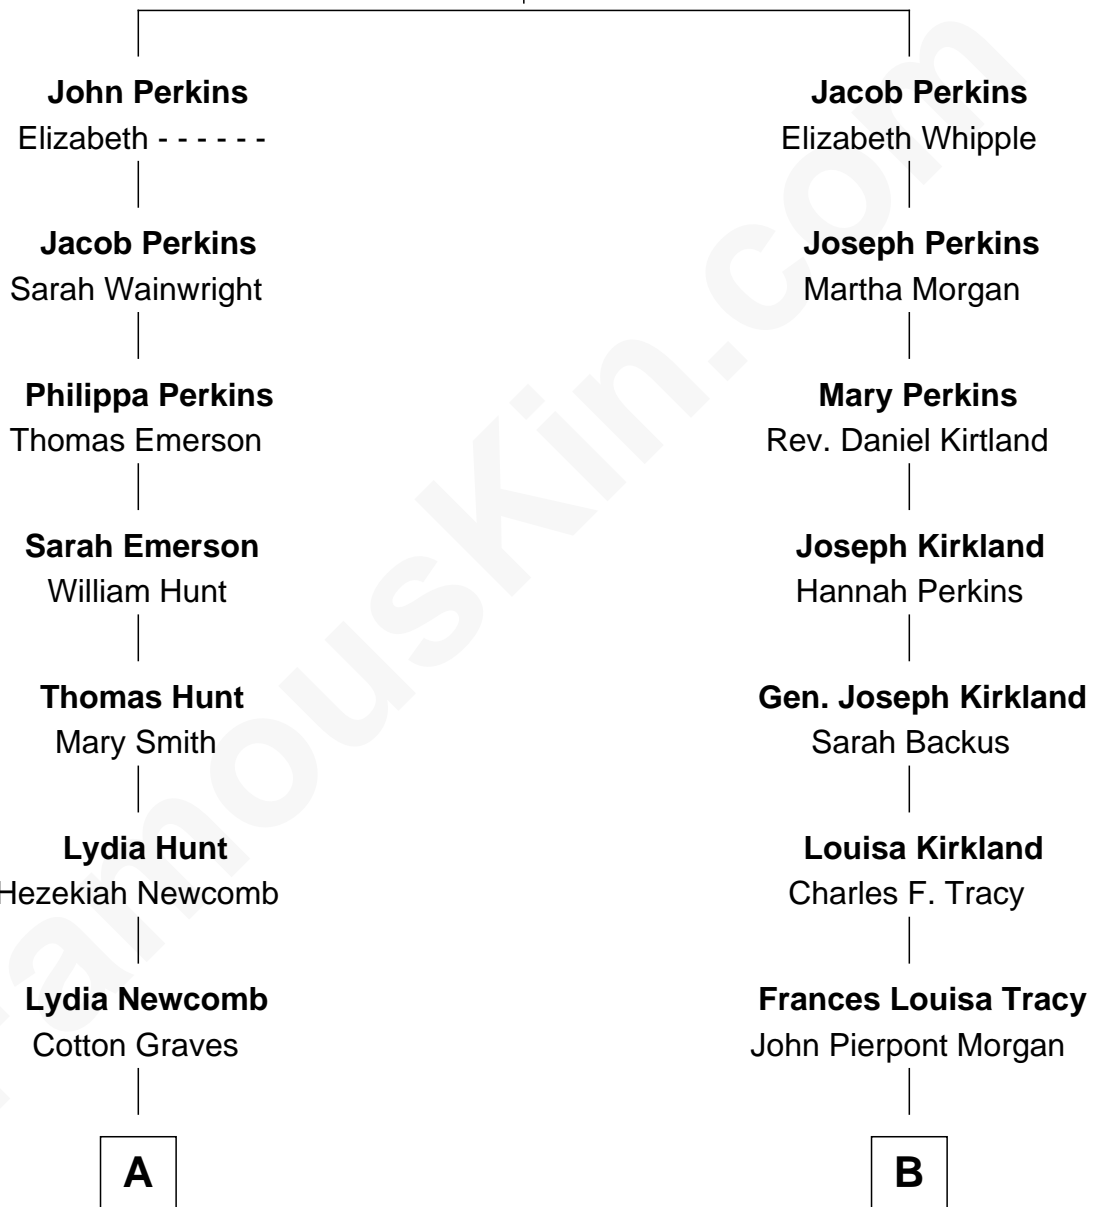 John Perkins
Elizabeth - - - - - -
Jacob Perkins
Sarah Wainwright
Philippa Perkins
Thomas Emerson
Sarah Emerson
William Hunt
Thomas Hunt
Mary Smith
Lydia Hunt
Hezekiah Newcomb
Lydia Newcomb
Cotton Graves
A
Jacob Perkins
Elizabeth Whipple
Joseph Perkins
Martha Morgan
Mary Perkins
Rev. Daniel Kirtland
Joseph Kirkland
Hannah Perkins
Gen. Joseph Kirkland
Sarah Backus
Louisa Kirkland
Charles F. Tracy
Frances Louisa Tracy
John Pierpont Morgan
B
FamousKin.com